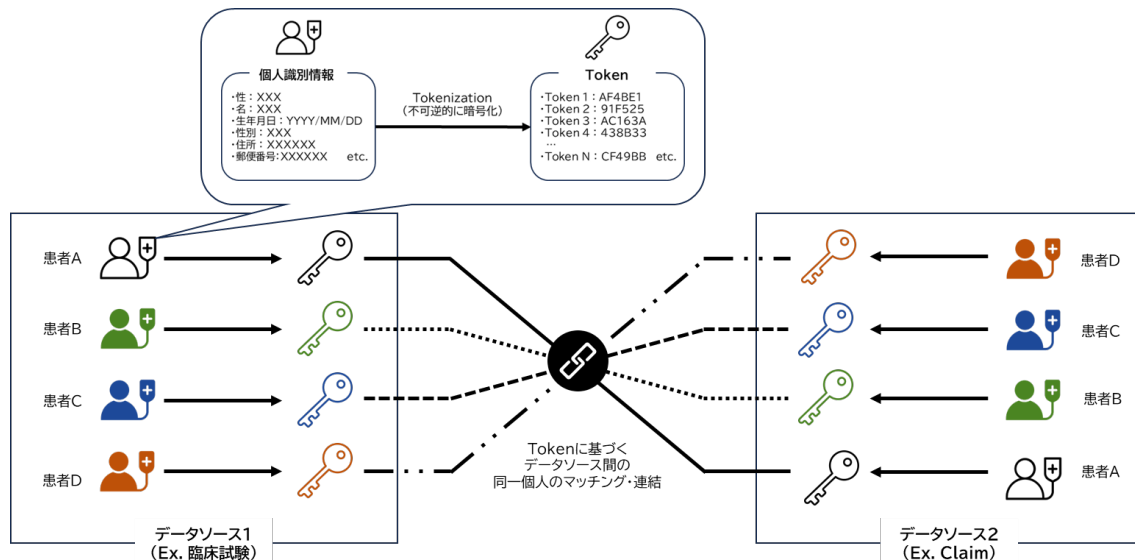 個人識別情報
・性：XXX
・名：XXX
・生年月日：YYYY/MM/DD
・性別：XXX
・住所：XXXXXX
・郵便番号:XXXXXX etc.
Tokenization
（不可逆的に暗号化）
Token
・Token 1：AF4BE1
・Token 2：91F525
・Token 3：AC163A
・Token 4：438B33
…
・Token N：CF49BB etc.
患者A
患者B
患者C
患者D
データソース1
（Ex. 臨床試験）
Tokenに基づく
データソース間の
同一個人のマッチング・連結
患者D
患者C
患者B
患者A
データソース2
（Ex. Claim）